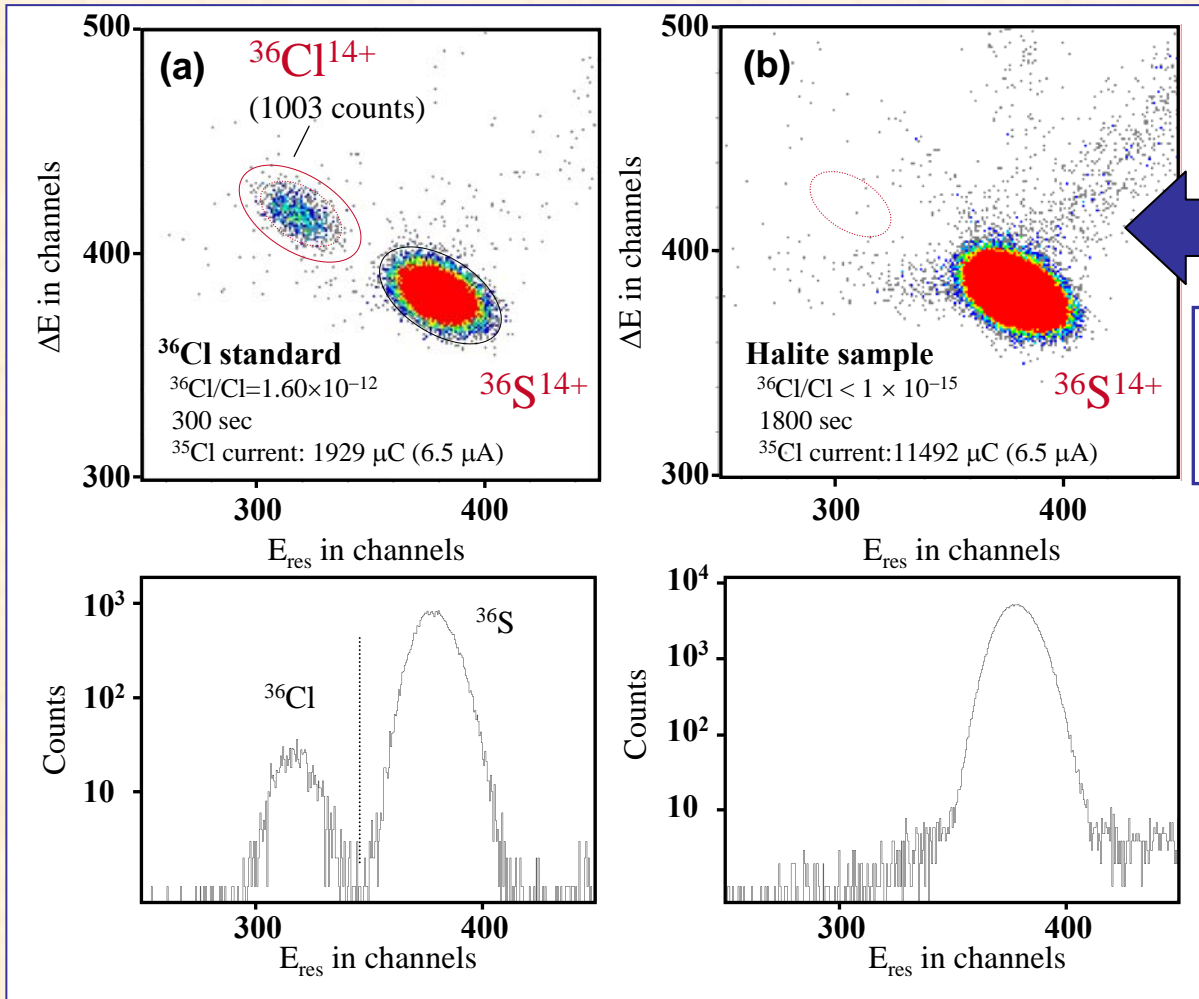 (a)
³⁶Cl¹⁴⁺
(1003 counts)
500
400
300
ΔE in channels
³⁶Cl standard
³⁶Cl/Cl=1.60×10⁻¹²
300 sec
³⁵Cl current: 1929 μC (6.5 μA)
³⁶S¹⁴⁺
300
400
E_res in channels
(b)
500
400
300
ΔE in channels
Halite sample
³⁶Cl/Cl < 1 × 10⁻¹⁵
1800 sec
³⁵Cl current:11492 μC (6.5 μA)
³⁶S¹⁴⁺
300
400
E_res in channels
10³
10²
10
Counts
³⁶Cl
³⁶S
300
400
E_res in channels
10⁴
10³
10²
10
Counts
300
400
E_res in channels